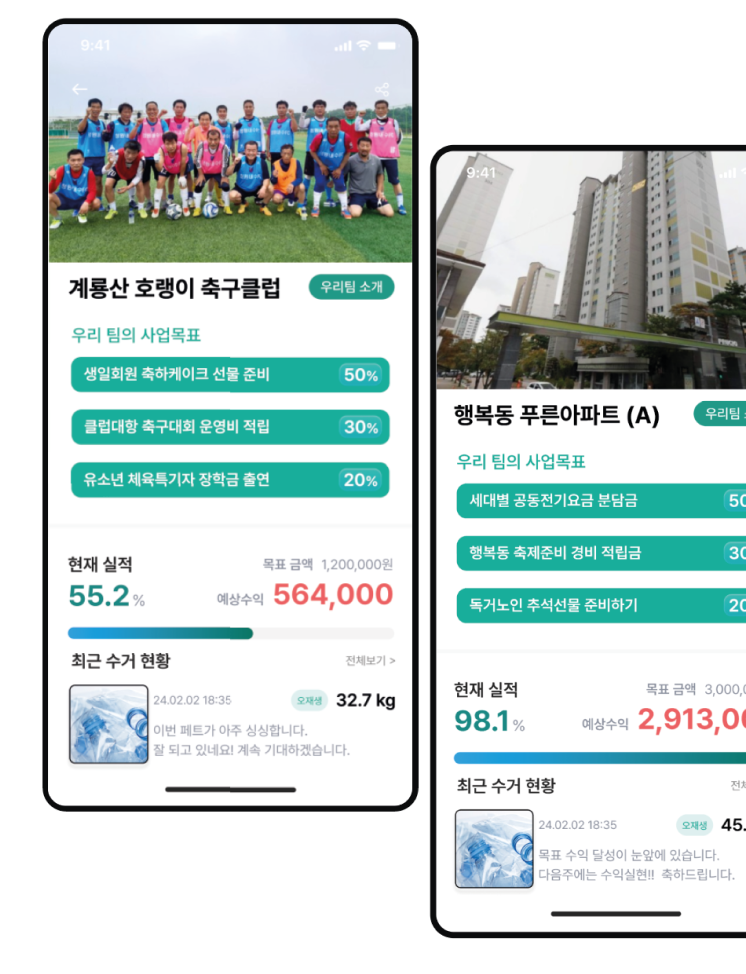 9:41
계룡산 호랭이 축구클럽
우리팀 소개
우리 팀의 사업목표
생일회원 축하케이크 선물 준비 50%
클럽대항 축구대회 운영비 적립 30%
유소년 체육특기자 장학금 출연 20%
현재 실적
목표 금액 1,200,000원
55.2%
예상수익 564,000
최근 수거 현황
전체보기 >
24.02.02 18:35
오재생 32.7 kg
이번 페트가 아주 싱싱합니다.
잘 되고 있네요! 계속 기대하겠습니다.
9:41
행복동 푸른아파트 (A)
우리팀
우리 팀의 사업목표
세대별 공동전기요금 분담금 50
행복동 축제준비 경비 적립금 30
독거노인 추석선물 준비하기 20
현재 실적
목표 금액 3,000,0
98.1%
예상수익 2,913,00
최근 수거 현황
전체
24.02.02 18:35
오재생 45.
목표 수익 달성이 눈앞에 있습니다.
다음주에는 수익실현!! 축하드립니다.